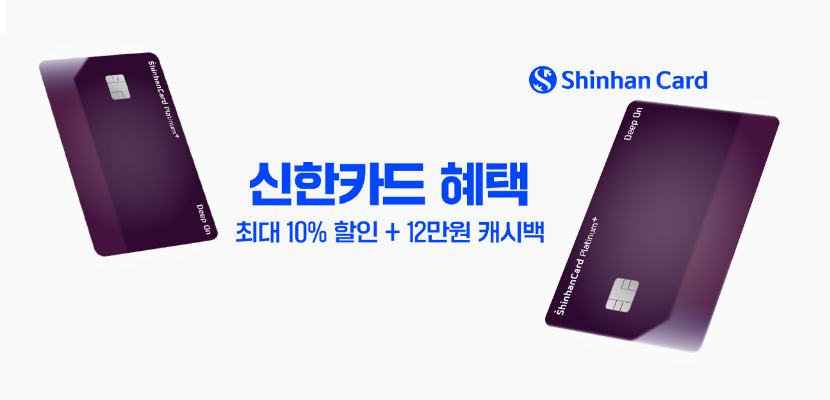 ShinhanCard Platinum+
Deep On
Shinhan Card
신한카드 혜택
최대 10% 할인 + 12만원 캐시백
Deep On
ShinhanCard Platinum+